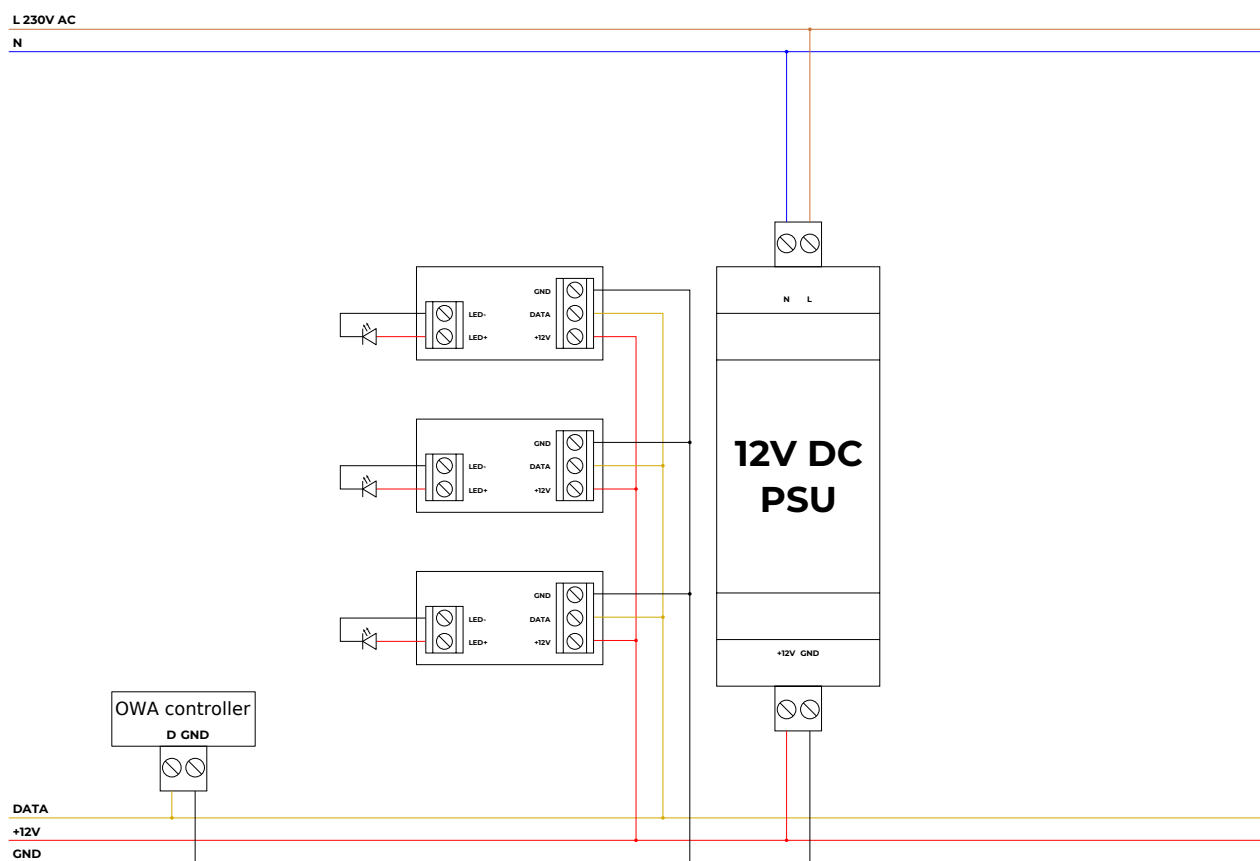 L 230V AC
N
N L
GND
LED- DATA
LED+ +12V
12V DC
PSU
GND
LED- DATA
LED+ +12V
GND
LED- DATA
LED+ +12V
+12V GND
OWA controller
D GND
DATA
+12V
GND